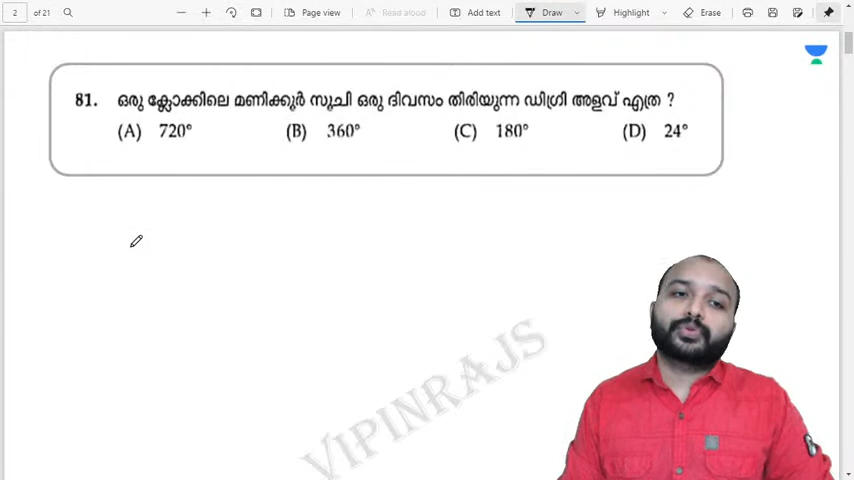 2 of 21 Page view Read aloud Add text Draw Highlight Erase
81. ഒരു ക്ലോക്കിലെ മണിക്കൂർ സൂചി ഒരു ദിവസം തിരിയുന്ന ഡിഗ്രി അളവ് എത്ര ?
(A) 720° (B) 360° (C) 180° (D) 24°
VIPINRAJS